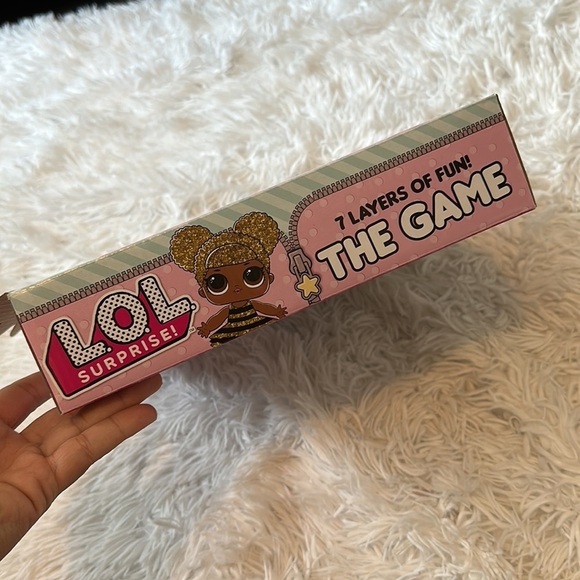 L.O.L.
SURPRISE!
7 LAYERS OF FUN!
THE GAME